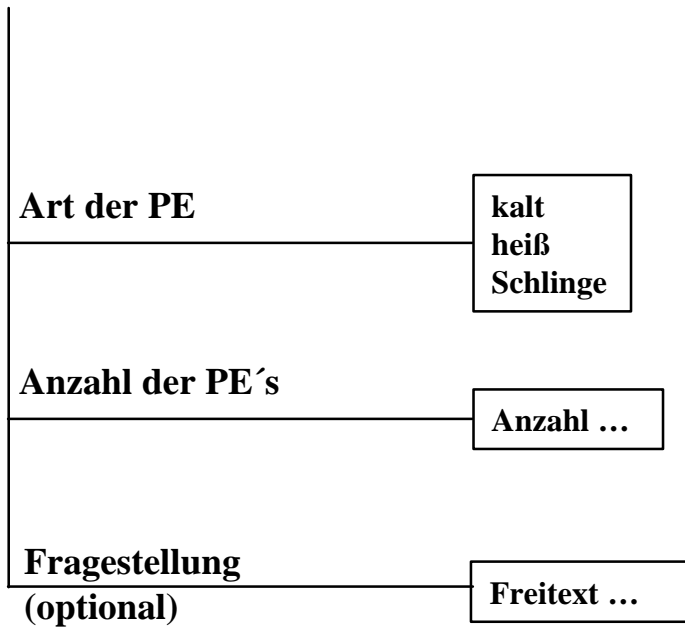 Art der PE
kalt
heiß
Schlinge
Anzahl der PE´s
Anzahl …
Fragestellung
(optional)
Freitext …